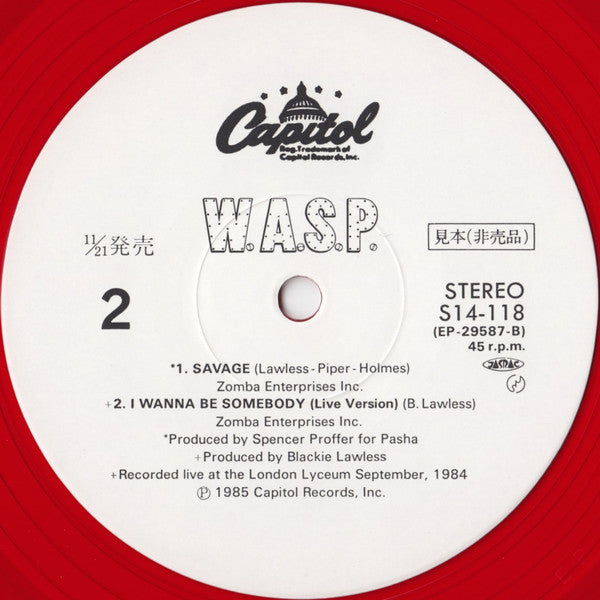 Capitol
Reg. Trademark of
Capitol Records, Inc.
W.A.S.P.
11/21発売
見本(非売品)
2
STEREO
S14-118
(EP-29587-B)
45 r.p.m.
JASRAC
*1. SAVAGE (Lawless-Piper-Holmes)
Zomba Enterprises Inc.
+2. I WANNA BE SOMEBODY (Live Version) (B. Lawless)
Zomba Enterprises Inc.
*Produced by Spencer Proffer for Pasha
+Produced by Blackie Lawless
+Recorded live at the London Lyceum September, 1984
Ⓟ 1985 Capitol Records, Inc.